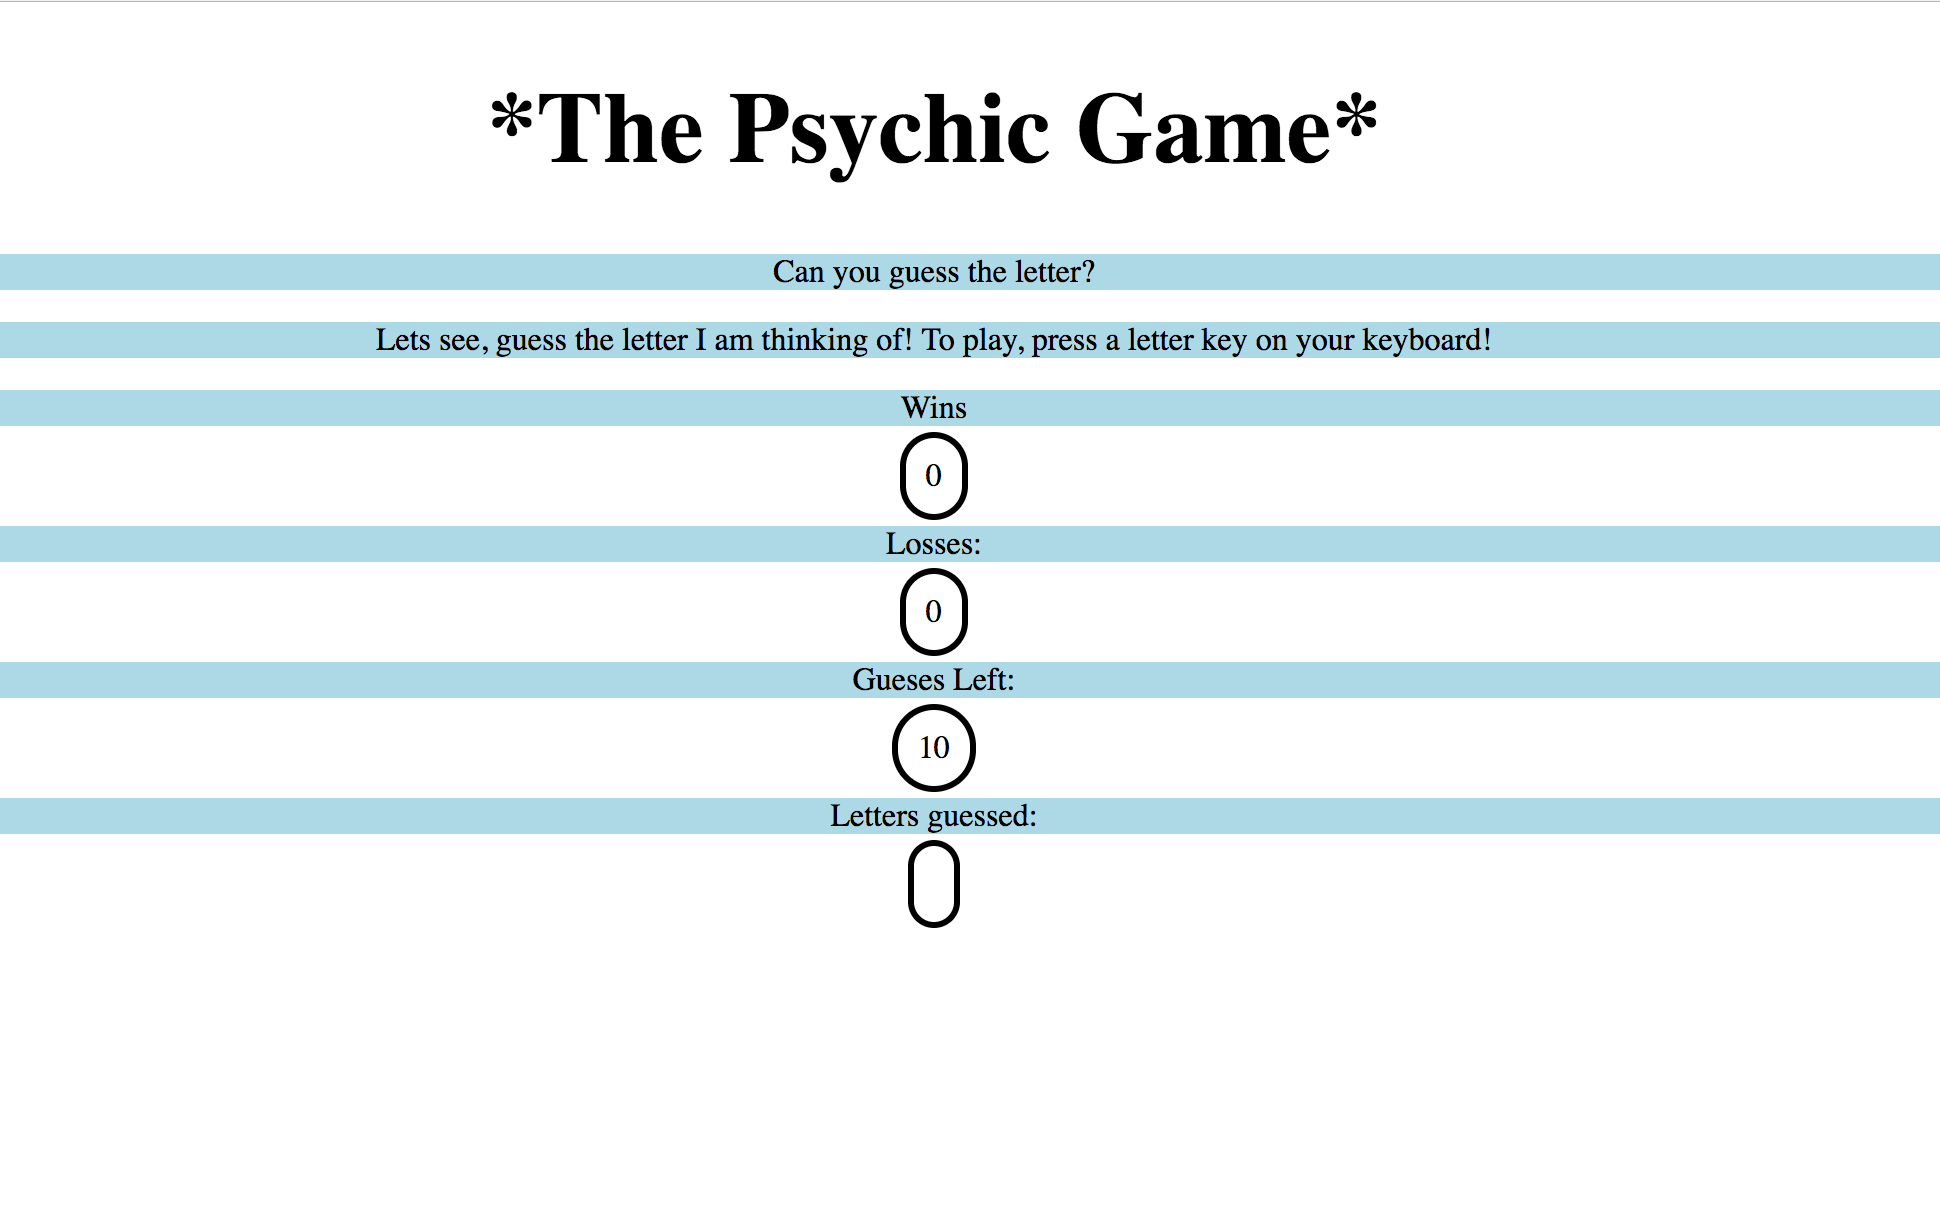 *The Psychic Game*
Can you guess the letter?
Lets see, guess the letter I am thinking of! To play, press a letter key on your keyboard!
Wins
0
Losses:
0
Gueses Left:
10
Letters guessed: